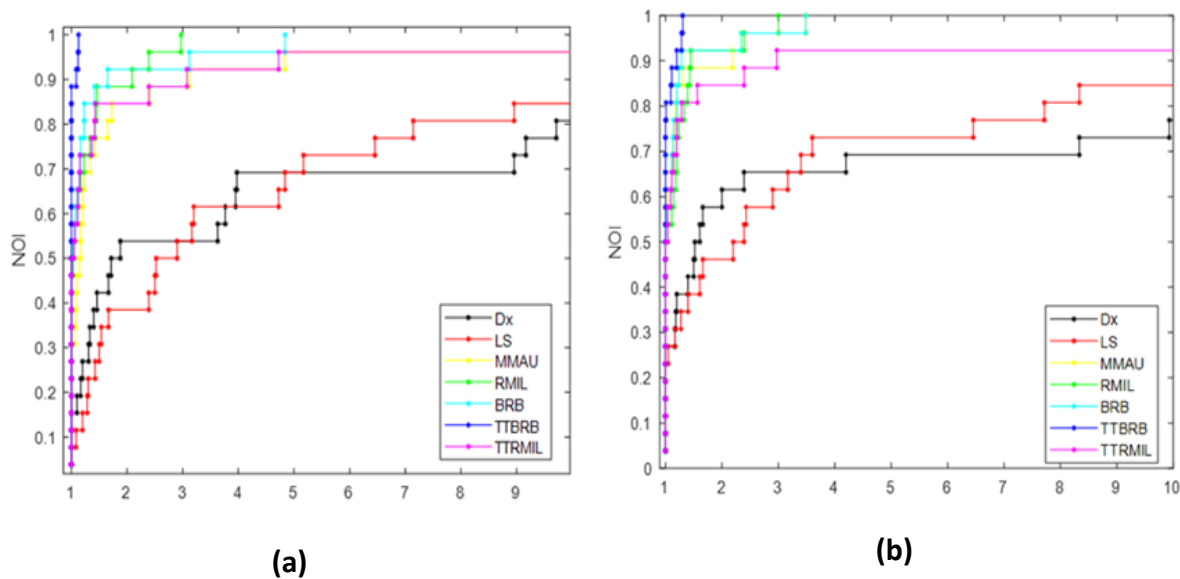 1
0.9
0.8
0.7
0.6
0.5
0.4
0.3
0.2
0.1
NOI
1 2 3 4 5 6 7 8 9
Dx
LS
MMAU
RMIL
BRB
TTBRB
TTRMIL
(a)
1
0.9
0.8
0.7
0.6
0.5
0.4
0.3
0.2
0.1
0
NOI
1 2 3 4 5 6 7 8 9 10
Dx
LS
MMAU
RMIL
BRB
TTBRB
TTRMIL
(b)